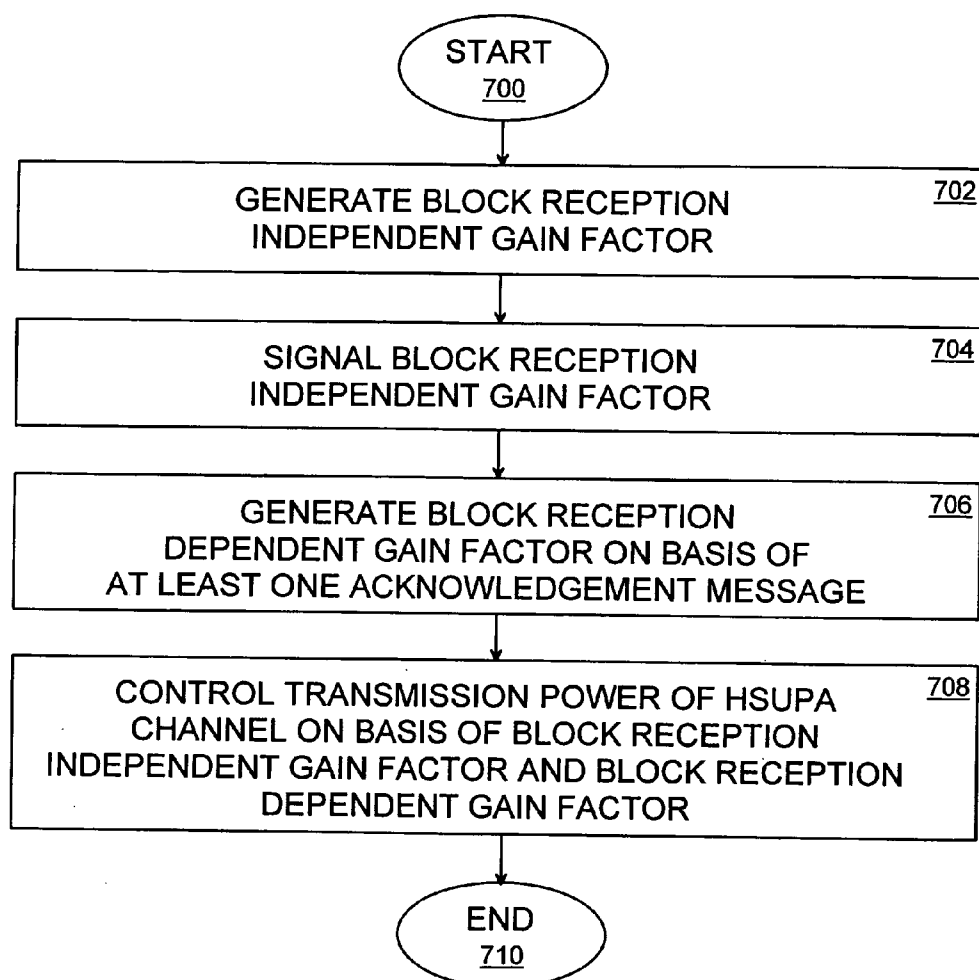 START
700
702
GENERATE BLOCK RECEPTION
INDEPENDENT GAIN FACTOR
704
SIGNAL BLOCK RECEPTION
INDEPENDENT GAIN FACTOR
706
GENERATE BLOCK RECEPTION
DEPENDENT GAIN FACTOR ON BASIS OF
AT LEAST ONE ACKNOWLEDGEMENT MESSAGE
708
CONTROL TRANSMISSION POWER OF HSUPA
CHANNEL ON BASIS OF BLOCK RECEPTION
INDEPENDENT GAIN FACTOR AND BLOCK RECEPTION
DEPENDENT GAIN FACTOR
END
710